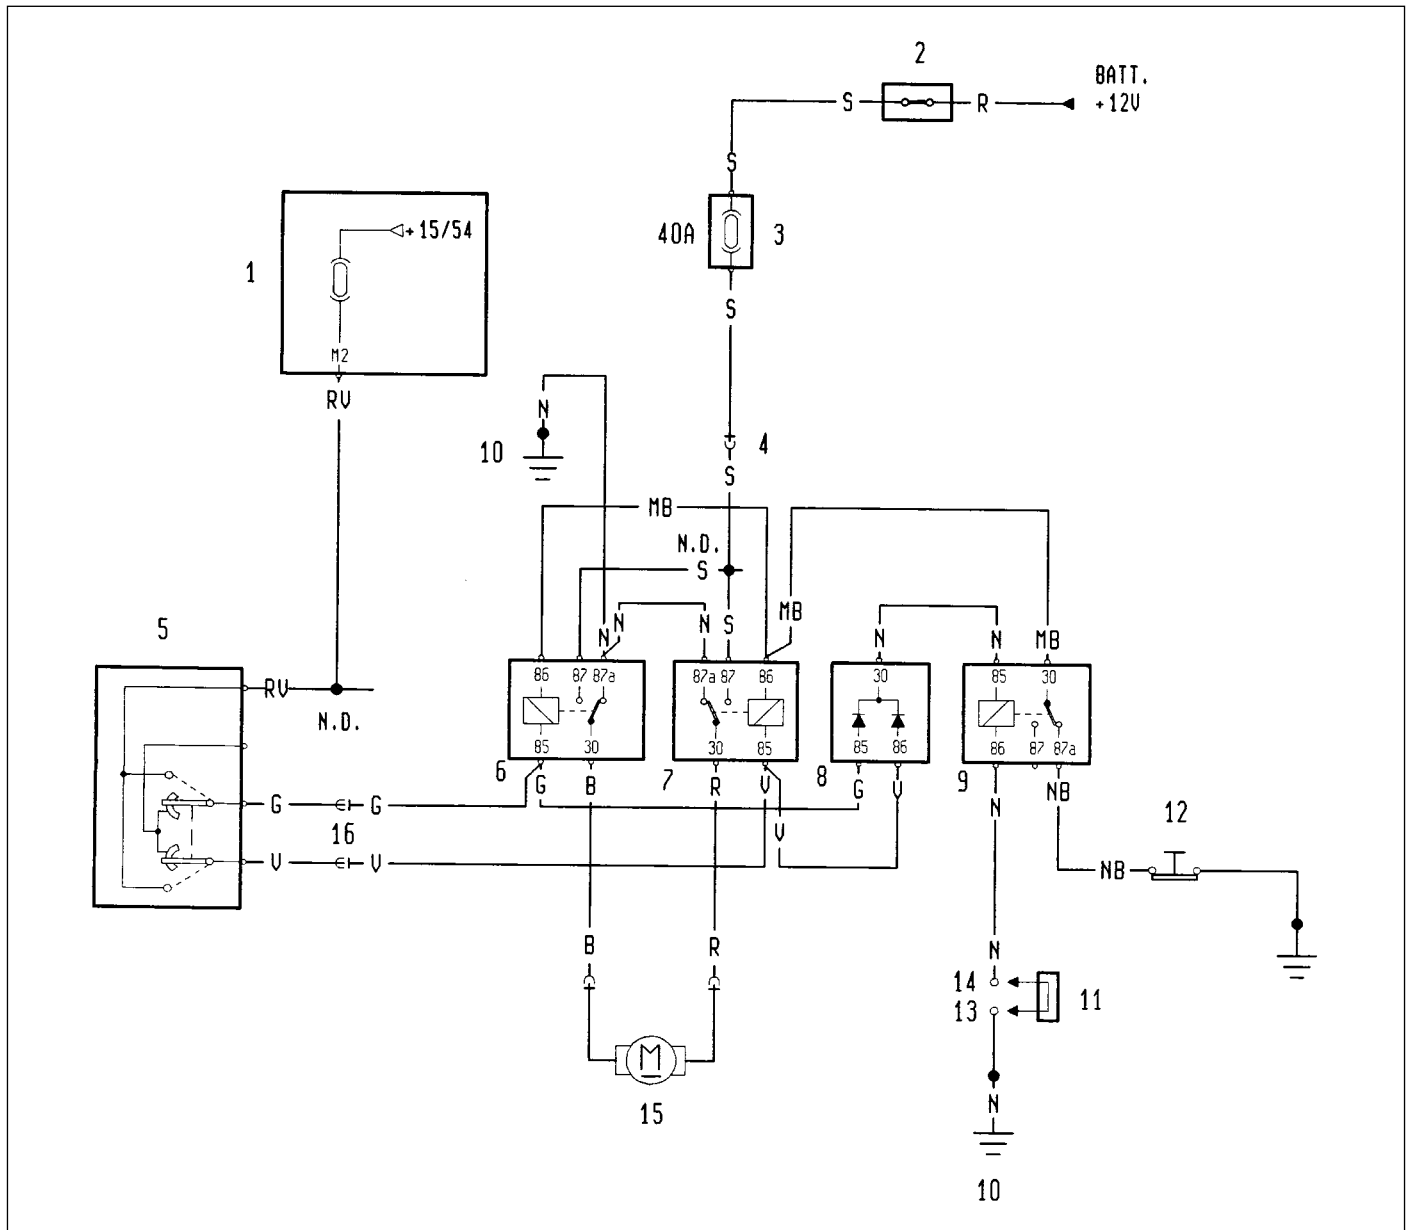 2
BATT.
S R +12V
S
40A 3
+15/54
1
S
M2
RV
N
10 4
S
MB
N.D.
S
MB
N N N S N N MB
5
86 87 87a 87a 87 86 30 85 30
RV
N.D.
85 30 30 85 85 86 86 87 87a
6 7 8 9
G B R V G V N NB
G G
12
16 V
V V
NB
B R N
14
11
13
N
15
10